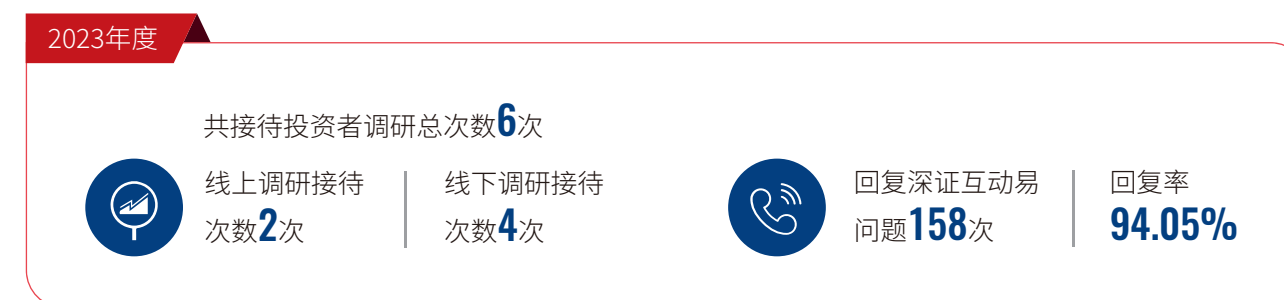 2023年度
共接待投资者调研总次数6次
线上调研接待
次数2次
线下调研接待
次数4次
回复深证互动易
问题158次
回复率
94.05%